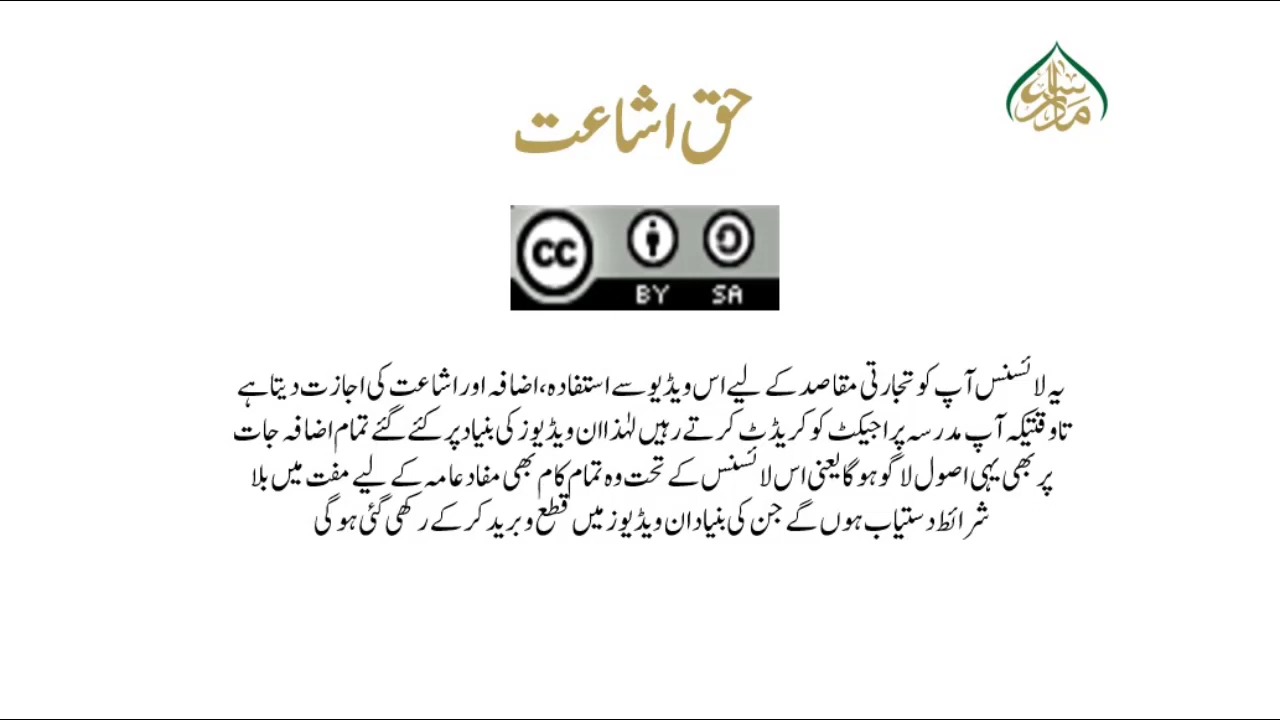 حق اشاعت
مدرسہ
CC BY SA
یہ لائسنس آپ کو تجارتی مقاصد کے لیے اس ویڈیو سے استفادہ، اضافہ اور اشاعت کی اجازت دیتا ہے
تاوقتیکہ آپ مدرسہ پراجیکٹ کو کریڈٹ کرتے رہیں لہٰذا ان ویڈیوز کی بنیاد پر کئے گئے تمام اضافہ جات
پر بھی یہی اصول لاگو ہوگا یعنی اس لائسنس کے تحت وہ تمام کام بھی مفاد عامہ کے لیے مفت میں بلا
شرائط دستیاب ہوں گے جن کی بنیاد ان ویڈیوز میں قطع و برید کر کے رکھی گئی ہوگی